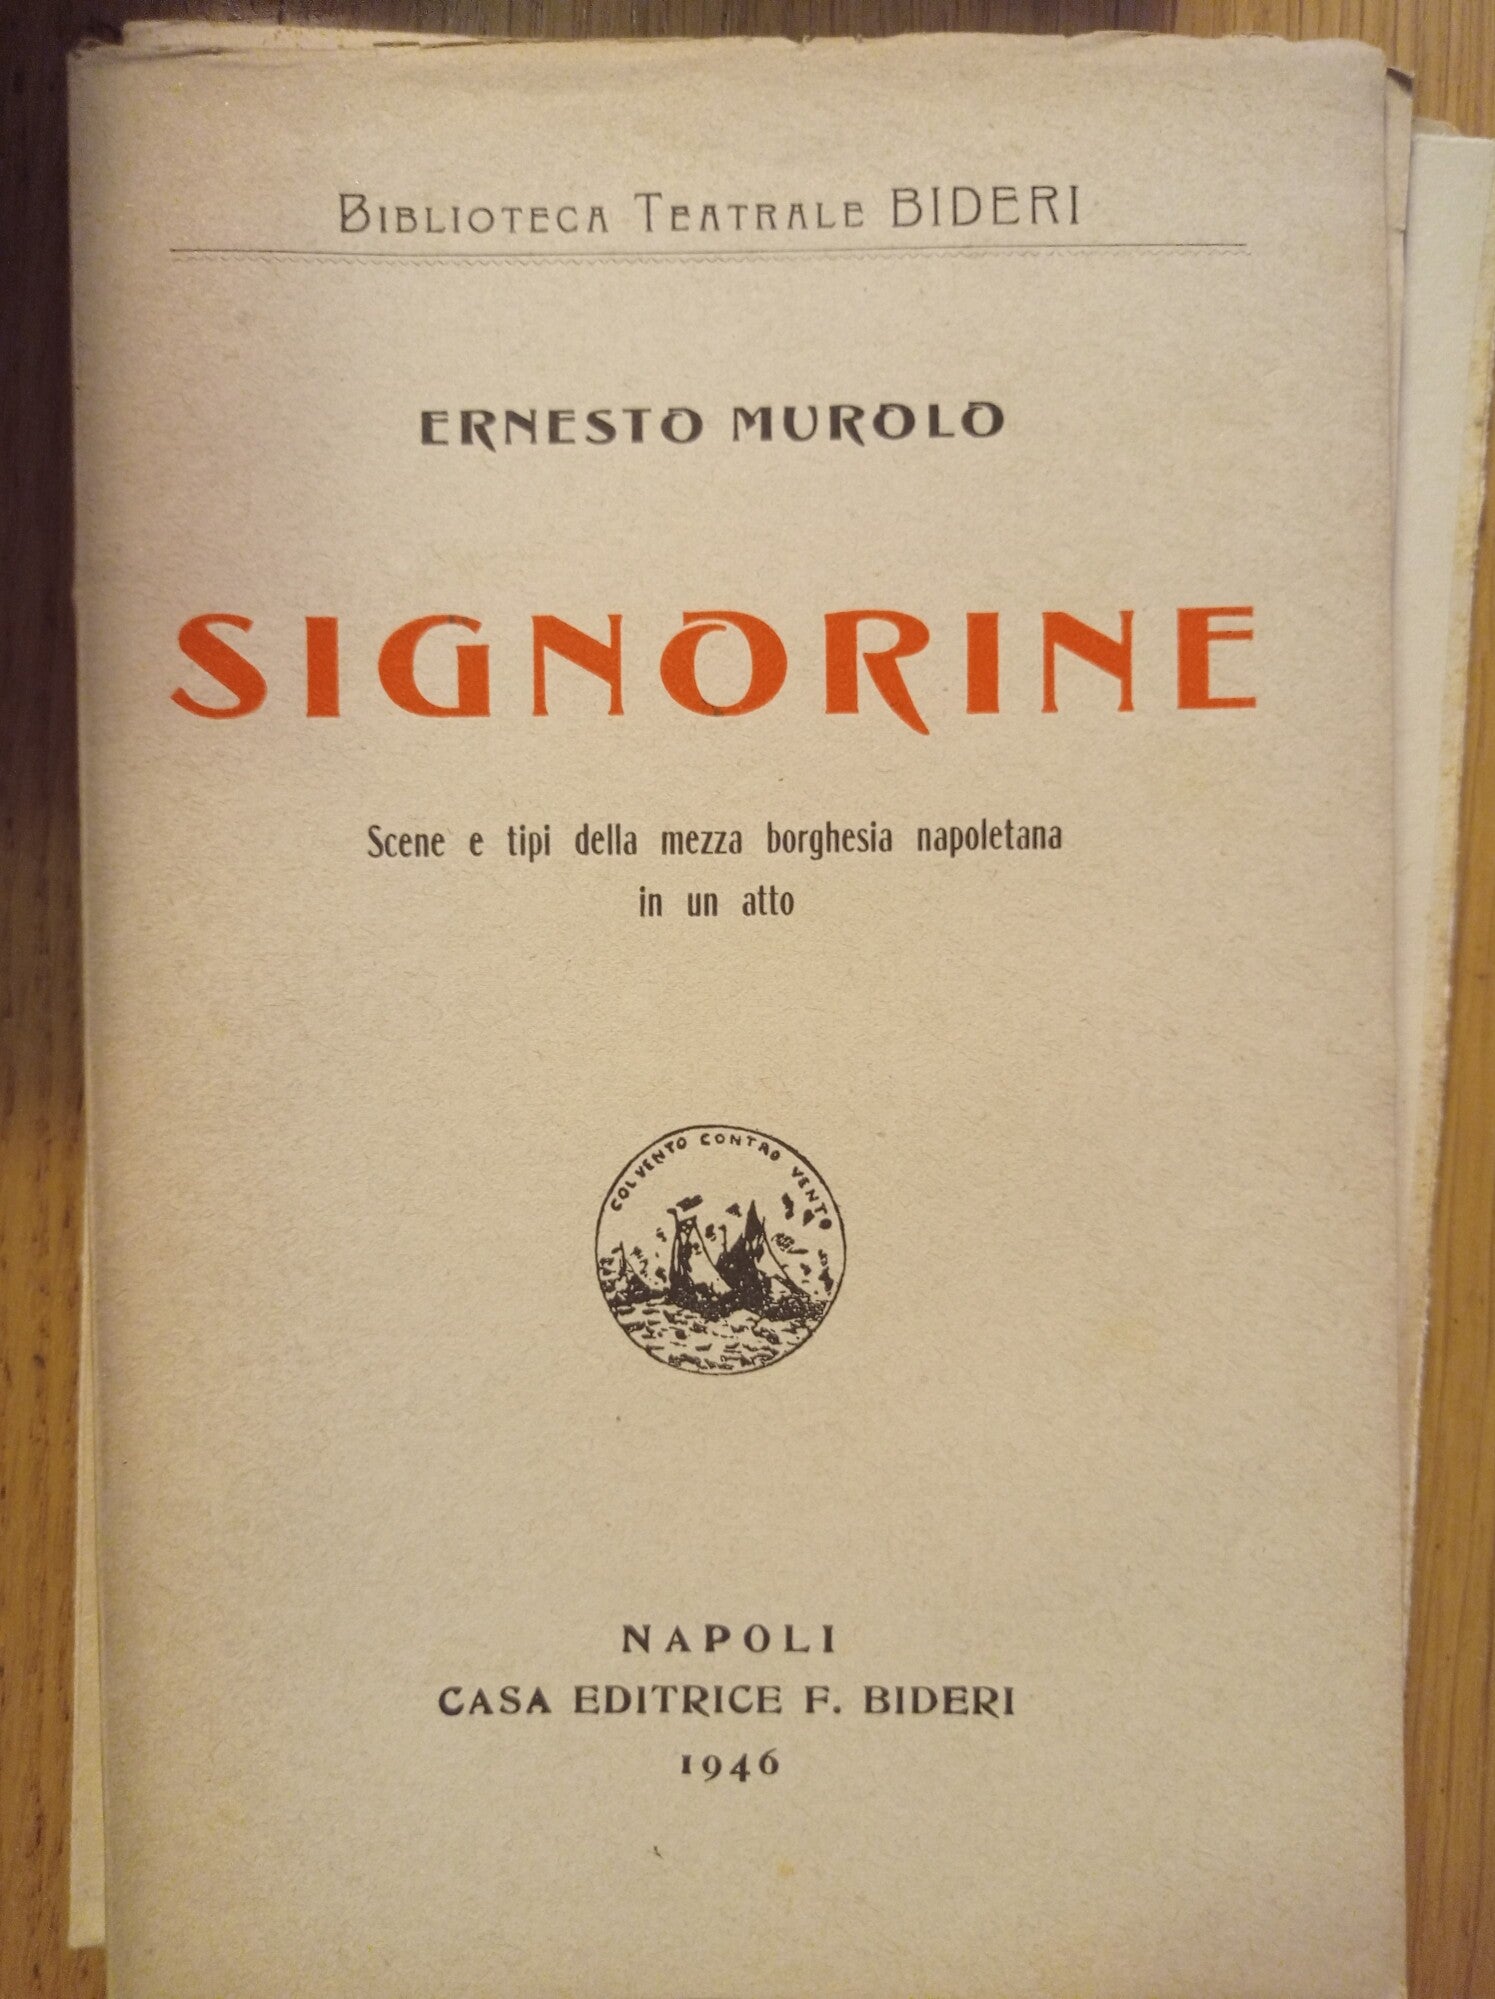 BIBLIOTECA TEATRALE BIDERI
ERNESTO MUROLO
SIGNORINE
Scene e tipi della mezza borghesia napoletana
in un atto
COL VENTO CONTRO VENTO
NAPOLI
CASA EDITRICE F. BIDERI
1946